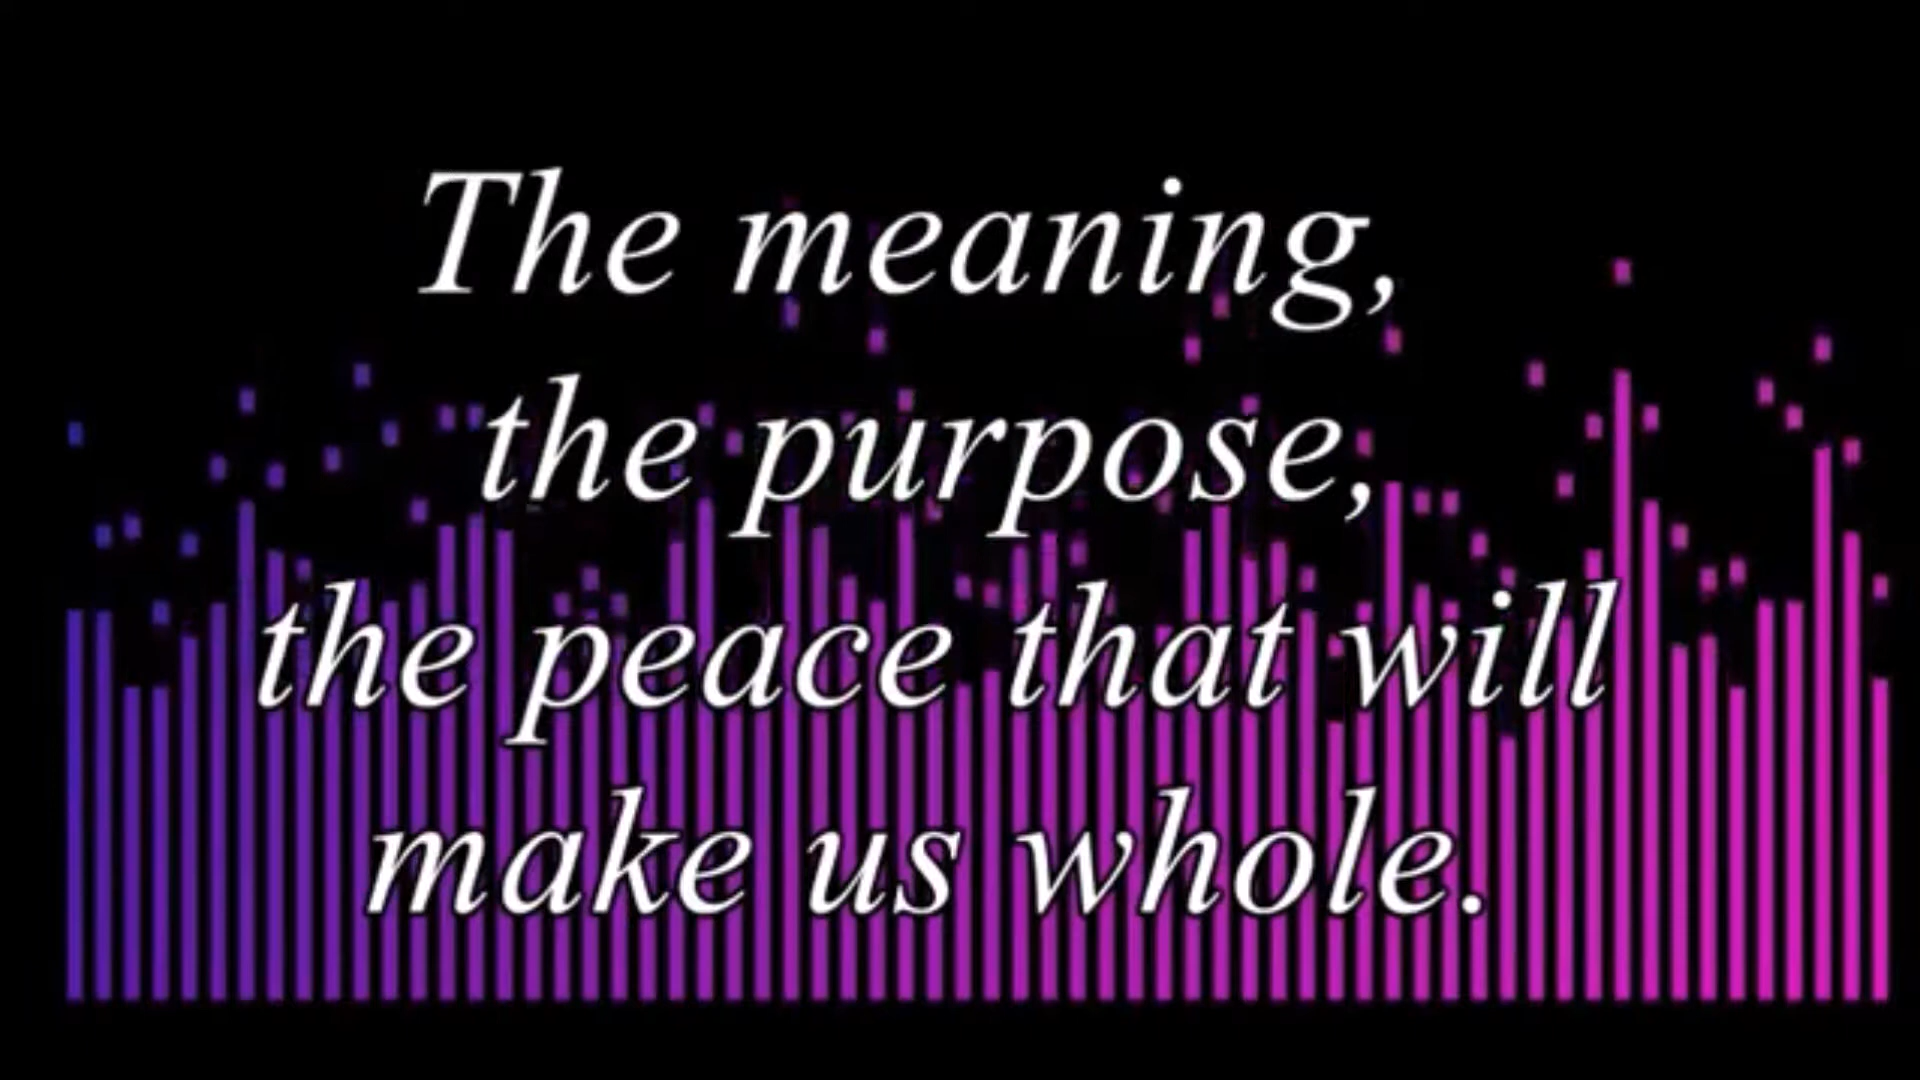 The meaning,
the purpose,
the peace that will
make us whole.